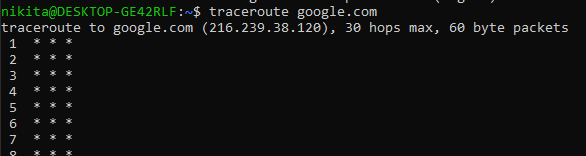 nikita@DESKTOP-GE42RLF:~$ traceroute google.com
traceroute to google.com (216.239.38.120), 30 hops max, 60 byte packets
1 * * *
2 * * *
3 * * *
4 * * *
5 * * *
6 * * *
7 * * *
8 * * *